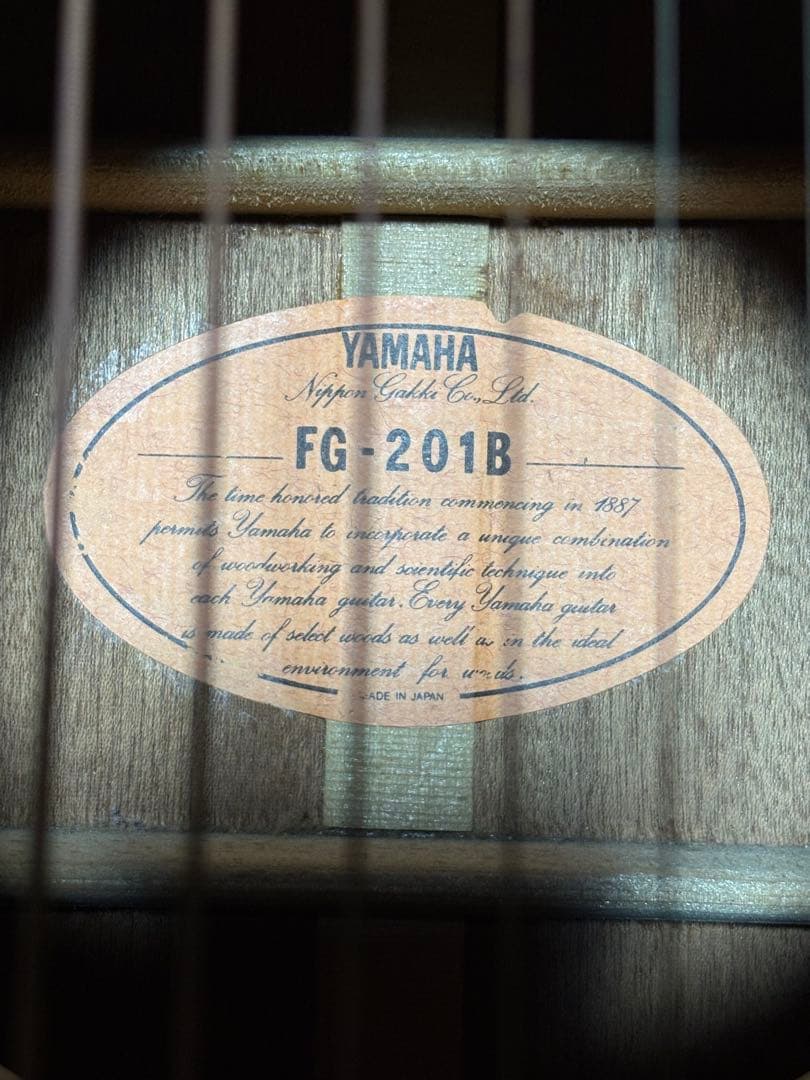 YAMAHA
Nippon Gakki Co., Ltd.
FG-201B
The time honored tradition commencing in 1887
permits Yamaha to incorporate a unique combination
of woodworking and scientific technique into
each Yamaha guitar. Every Yamaha guitar
is made of select woods as well as in the ideal
environment for woods.
MADE IN JAPAN